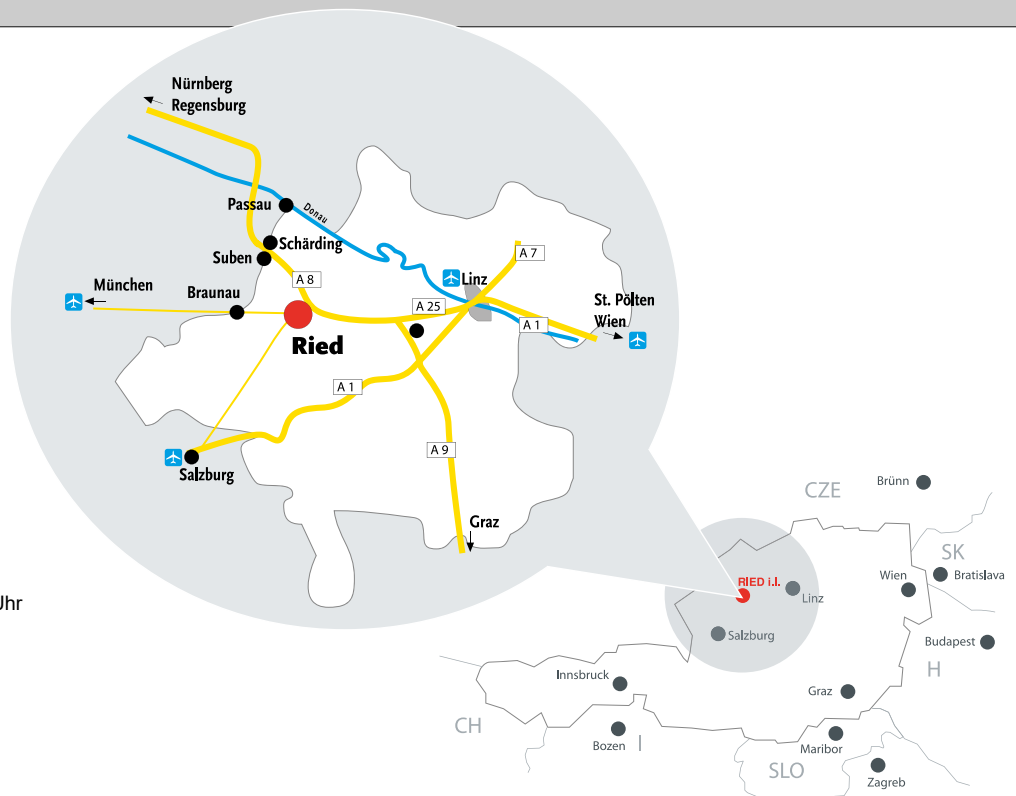 Nürnberg
Regensburg
Passau
Donau
Schärding
Suben
A 8
A 7
Linz
München
Braunau
A 25
St. Pölten
Wien
A 1
Ried
A 1
A 9
Salzburg
Graz
Uhr
CZE
Brünn
SK
RIED i.I.
Wien
Bratislava
Linz
Salzburg
Budapest
H
Innsbruck
Graz
CH
Bozen
I
Maribor
SLO
Zagreb